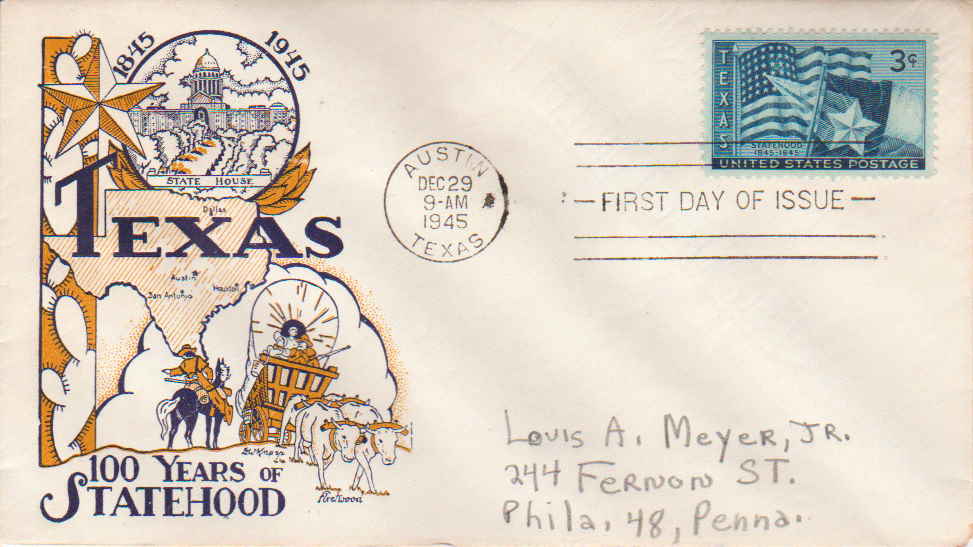 1845 1945
STATE HOUSE
TEXAS
Dallas
Austin
Houston
San Antonio
100 YEARS OF
STATEHOOD
AUSTIN
DEC 29
9-AM
1945
TEXAS
TEXAS
3¢
STATEHOOD
1845-1945
UNITED STATES POSTAGE
FIRST DAY OF ISSUE
Louis A. Meyer, Jr.
244 Fernon St.
Phila. 48, Penna.